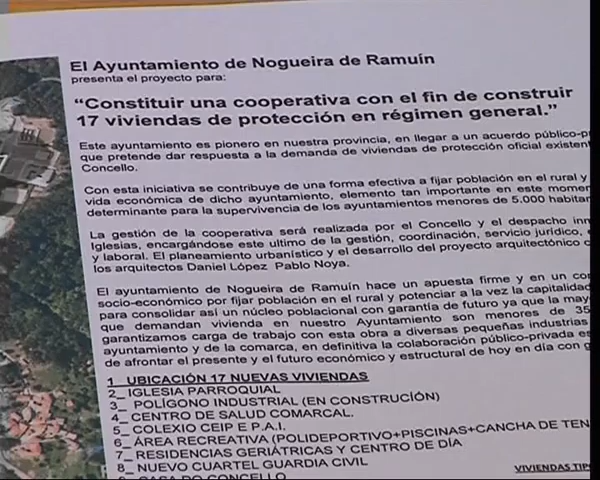 El Ayuntamiento de Nogueira de Ramuín
presenta el proyecto para:
“Constituir una cooperativa con el fin de construir
17 viviendas de protección en régimen general.”
Este ayuntamiento es pionero en nuestra provincia, en llegar a un acuerdo público-p
que pretende dar respuesta a la demanda de viviendas de protección oficial existen
Concello.
Con esta iniciativa se contribuye de una forma efectiva a fijar población en el rural y
vida económica de dicho ayuntamiento, elemento tan importante en este momen
determinante para la supervivencia de los ayuntamientos menores de 5.000 habitan
La gestión de la cooperativa será realizada por el Concello y el despacho inm
Iglesias, encargándose este ultimo de la gestión, coordinación, servicio jurídico,
y laboral. El planeamiento urbanístico y el desarrollo del proyecto arquitectónico c
los arquitectos Daniel López Pablo Noya.
El ayuntamiento de Nogueira de Ramuín hace un apuesta firme y en un con
socio-económico por fijar población en el rural y potenciar a la vez la capitalidad
para consolidar así un núcleo poblacional con garantía de futuro ya que la may
que demandan vivienda en nuestro Ayuntamiento son menores de 35
garantizamos carga de trabajo con esta obra a diversas pequeñas industrias
ayuntamiento y de la comarca, en definitiva la colaboración público-privada es
de afrontar el presente y el futuro económico y estructural de hoy en día con g
1_UBICACIÓN 17 NUEVAS VIVIENDAS
2_ IGLESIA PARROQUIAL
3_ POLÍGONO INDUSTRIAL (EN CONSTRUCÍÓN)
4_ CENTRO DE SALUD COMARCAL.
5_ COLEXIO CEIP E P.A.I.
6_ ÁREA RECREATIVA (POLIDEPORTIVO+PISCINAS+CANCHA DE TEN
7_ RESIDENCIAS GERIÁTRICAS Y CENTRO DE DÍA
8_ NUEVO CUARTEL GUARDIA CIVIL
9_ CASA DO CONCELLO
VIVIENDAS TIPO